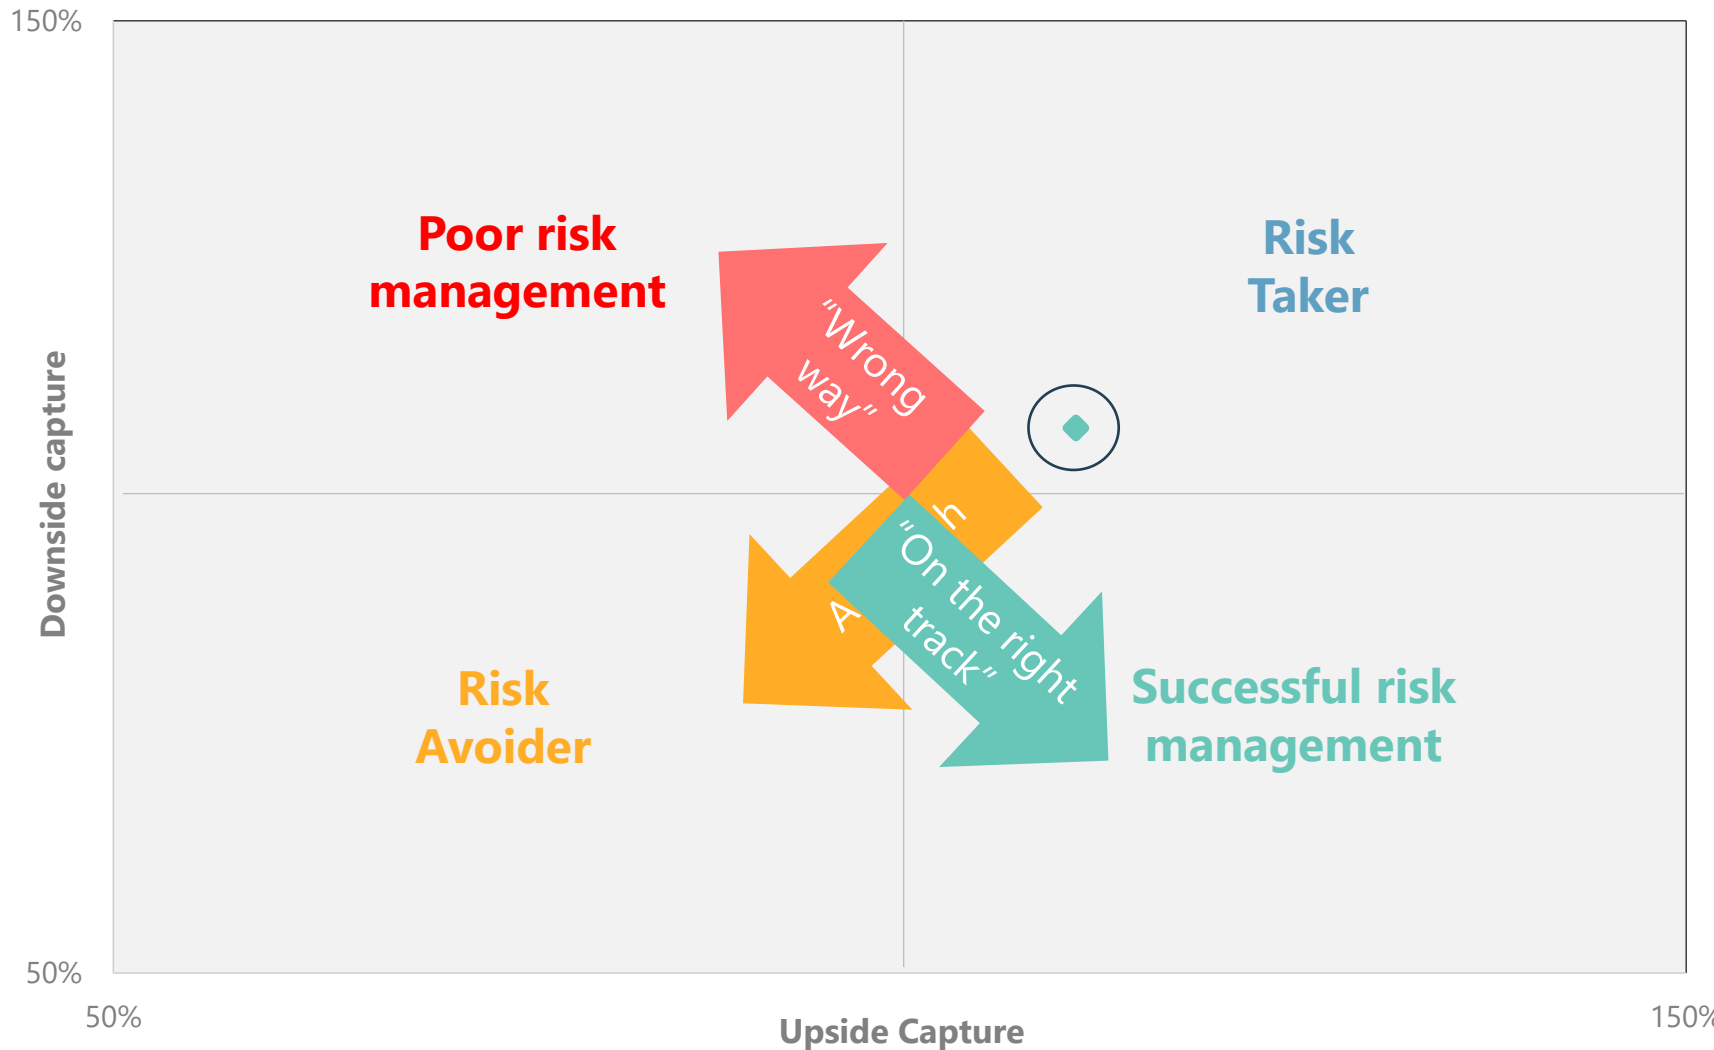 150%
Poor risk
management
Risk
Taker
“Wrong
way”
Downside capture
“On the right
track”
Risk
Avoider
Successful risk
management
50%
50%
Upside Capture
150%